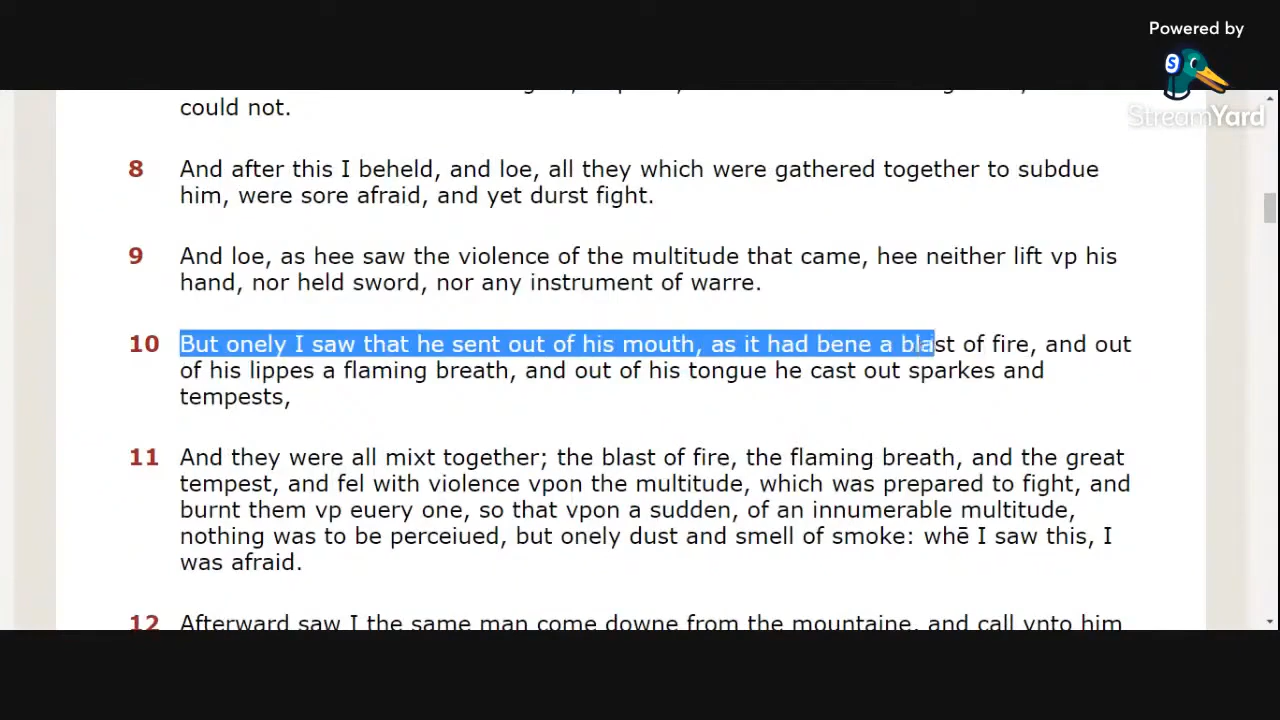 Powered by
S
StreamYard
could not.
8 And after this I beheld, and loe, all they which were gathered together to subdue
him, were sore afraid, and yet durst fight.
9 And loe, as hee saw the violence of the multitude that came, hee neither lift vp his
hand, nor held sword, nor any instrument of warre.
10 But onely I saw that he sent out of his mouth, as it had bene a blast of fire, and out
of his lippes a flaming breath, and out of his tongue he cast out sparkes and
tempests,
11 And they were all mixt together; the blast of fire, the flaming breath, and the great
tempest, and fel with violence vpon the multitude, which was prepared to fight, and
burnt them vp euery one, so that vpon a sudden, of an innumerable multitude,
nothing was to be perceiued, but onely dust and smell of smoke: whē I saw this, I
was afraid.
12 Afterward saw I the same man come downe from the mountaine, and call vnto him